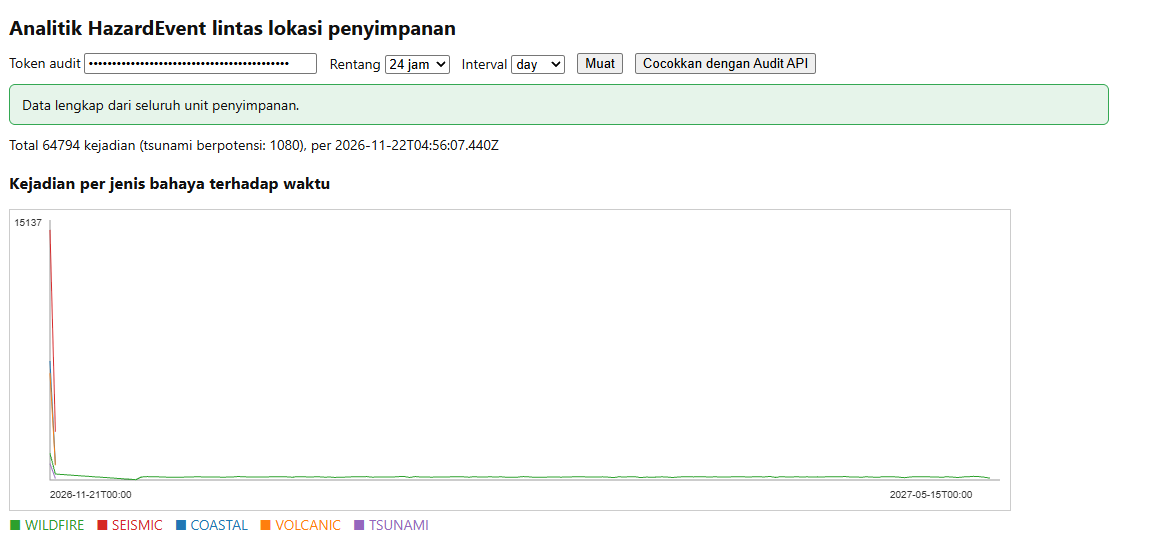 Analitik HazardEvent lintas lokasi penyimpanan
Token audit •••••••••••••••••••••••••••••••••••••••••••• Rentang 24 jam Interval day Muat Cocokkan dengan Audit API
Data lengkap dari seluruh unit penyimpanan.
Total 64794 kejadian (tsunami berpotensi: 1080), per 2026-11-22T04:56:07.440Z
Kejadian per jenis bahaya terhadap waktu
15137
2026-11-21T00:00 2027-05-15T00:00
WILDFIRE SEISMIC COASTAL VOLCANIC TSUNAMI